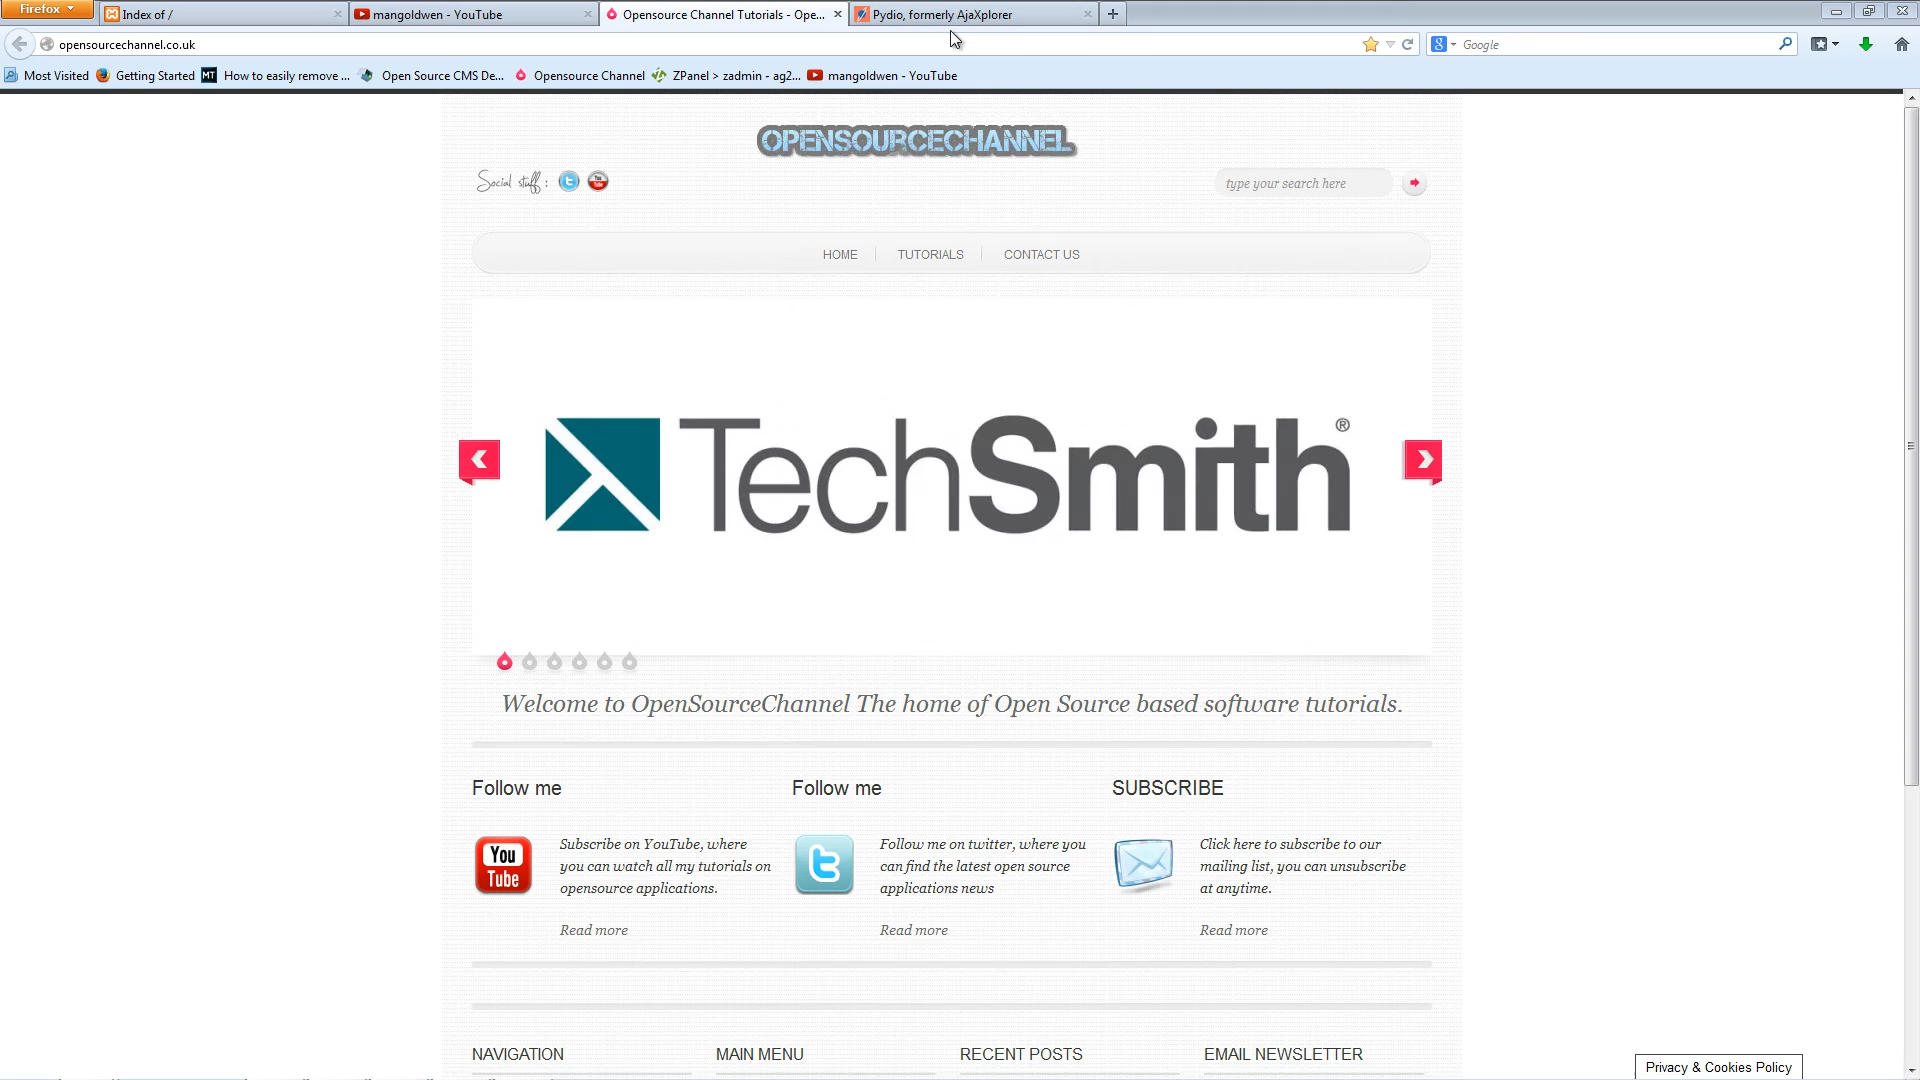 Firefox
Index of /
mangoldwen - YouTube
Opensource Channel Tutorials - Ope...
Pydio, formerly AjaXplorer
opensourcechannel.co.uk
Google
Most Visited
Getting Started
How to easily remove ...
Open Source CMS De...
Opensource Channel
ZPanel > zadmin - ag2...
mangoldwen - YouTube
OPENSOURCECHANNEL
Social stuff :
You Tube
type your search here
HOME
TUTORIALS
CONTACT US
TechSmith®
Welcome to OpenSourceChannel The home of Open Source based software tutorials.
Follow me
You
Tube
Subscribe on YouTube, where
you can watch all my tutorials on
opensource applications.
Read more
Follow me
Follow me on twitter, where you
can find the latest open source
applications news
Read more
SUBSCRIBE
Click here to subscribe to our
mailing list, you can unsubscribe
at anytime.
Read more
NAVIGATION
MAIN MENU
RECENT POSTS
EMAIL NEWSLETTER
Privacy & Cookies Policy